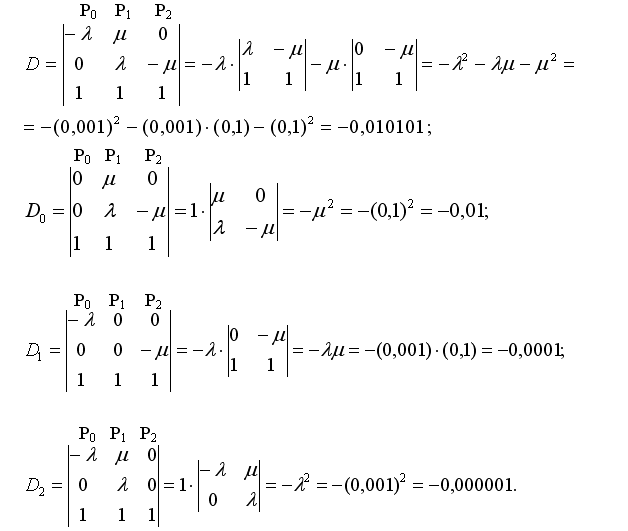 P₀ P₁ P₂
D = |−λ μ 0; 0 λ −μ; 1 1 1| = −λ · |λ −μ; 1 1| − μ · |0 −μ; 1 1| = −λ² − λμ − μ² =
= −(0,001)² − (0,001) · (0,1) − (0,1)² = −0,010101;
P₀ P₁ P₂
D₀ = |0 μ 0; 0 λ −μ; 1 1 1| = 1 · |μ 0; λ −μ| = −μ² = −(0,1)² = −0,01;
P₀ P₁ P₂
D₁ = |−λ 0 0; 0 0 −μ; 1 1 1| = −λ · |0 −μ; 1 1| = −λμ = −(0,001) · (0,1) = −0,0001;
P₀ P₁ P₂
D₂ = |−λ μ 0; 0 λ 0; 1 1 1| = 1 · |−λ μ; 0 λ| = −λ² = −(0,001)² = −0,000001.